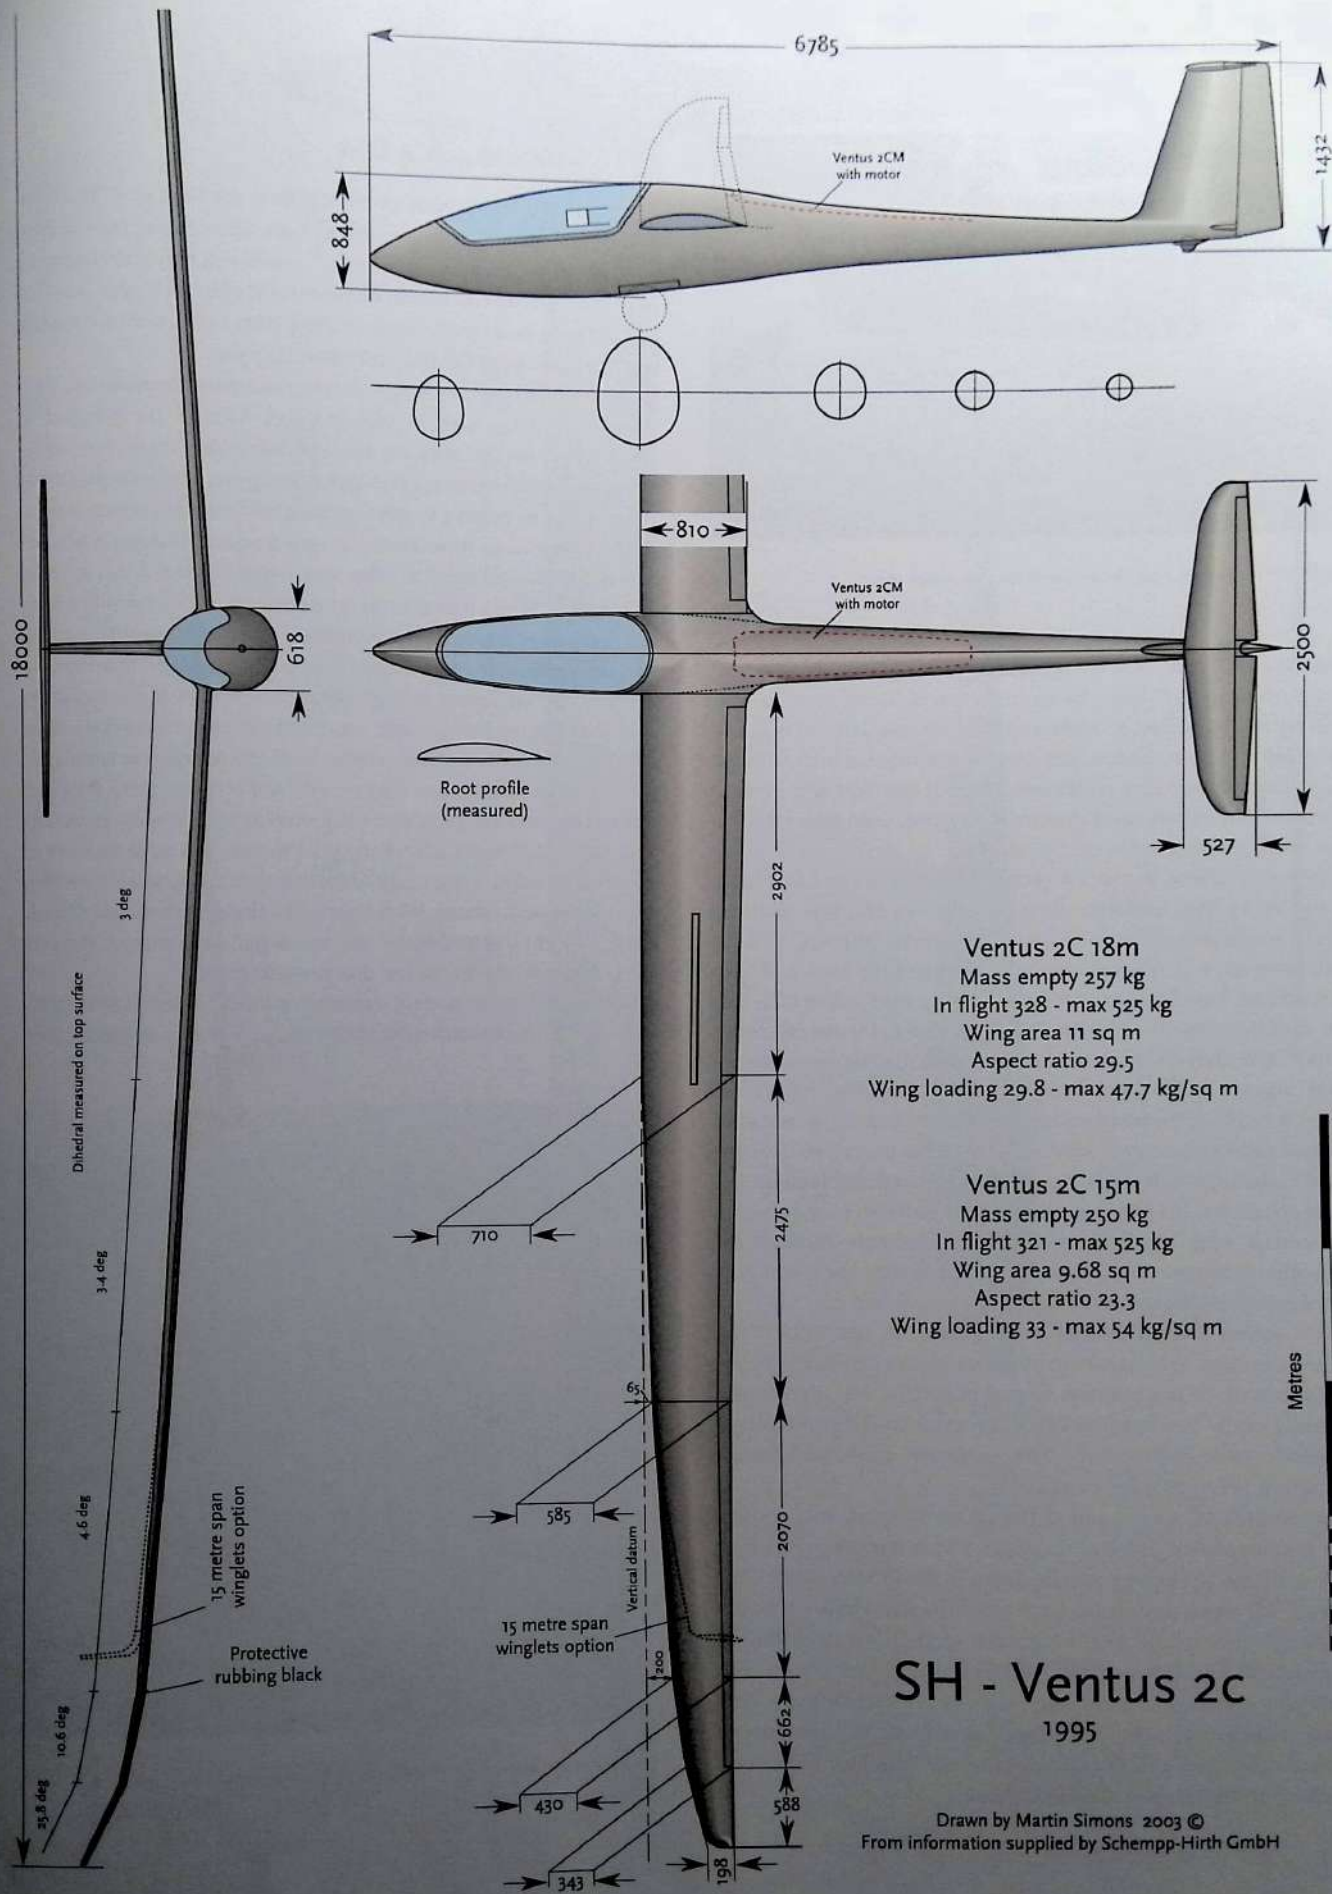 6785
1432
848
Ventus 2CM
with motor
18000
810
618
Ventus 2CM
with motor
2500
527
Root profile
(measured)
2902
3 deg
Dihedral measured on top surface
Ventus 2C 18m
Mass empty 257 kg
In flight 328 - max 525 kg
Wing area 11 sq m
Aspect ratio 29.5
Wing loading 29.8 - max 47.7 kg/sq m
710
2475
3.4 deg
Ventus 2C 15m
Mass empty 250 kg
In flight 321 - max 525 kg
Wing area 9.68 sq m
Aspect ratio 23.3
Wing loading 33 - max 54 kg/sq m
Metres
65
585
2070
4.6 deg
15 metre span
winglets option
Vertical datum
15 metre span
winglets option
Protective
rubbing black
200
SH - Ventus 2c
1995
662
10.6 deg
430
588
25.8 deg
343
198
Drawn by Martin Simons 2003 ©
From information supplied by Schempp-Hirth GmbH